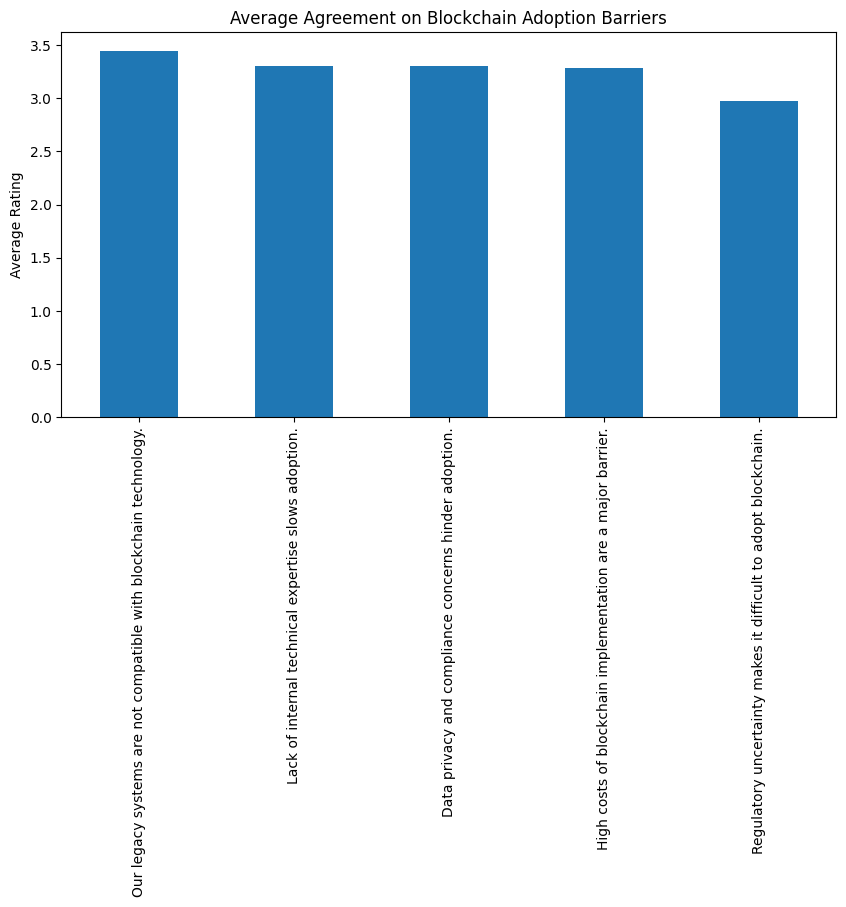 Average Agreement on Blockchain Adoption Barriers
Average Rating
3.5
3.0
2.5
2.0
1.5
1.0
0.5
0.0
Our legacy systems are not compatible with blockchain technology.
Lack of internal technical expertise slows adoption.
Data privacy and compliance concerns hinder adoption.
High costs of blockchain implementation are a major barrier.
Regulatory uncertainty makes it difficult to adopt blockchain.